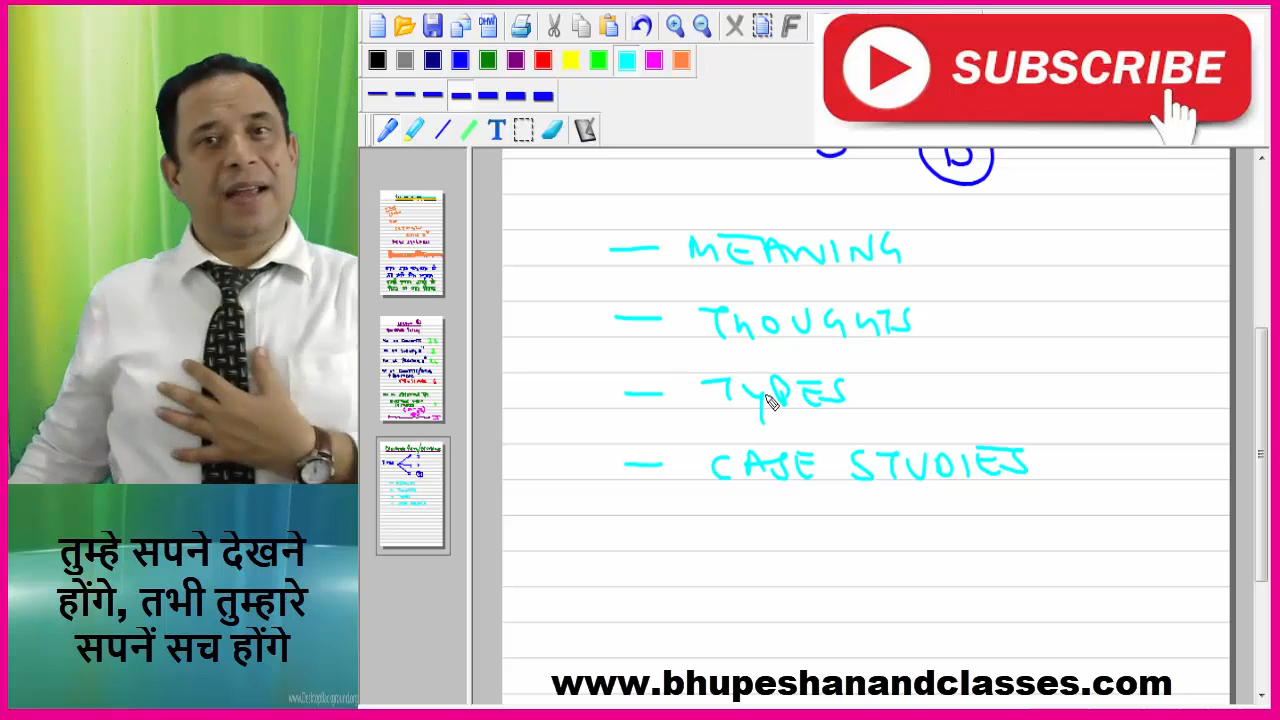 SUBSCRIBE
— MEANING
— THOUGHTS
— TYPES
— CASE STUDIES
तुम्हे सपने देखने
होंगे, तभी तुम्हारे
सपनें सच होंगे
www.bhupeshanandclasses.com